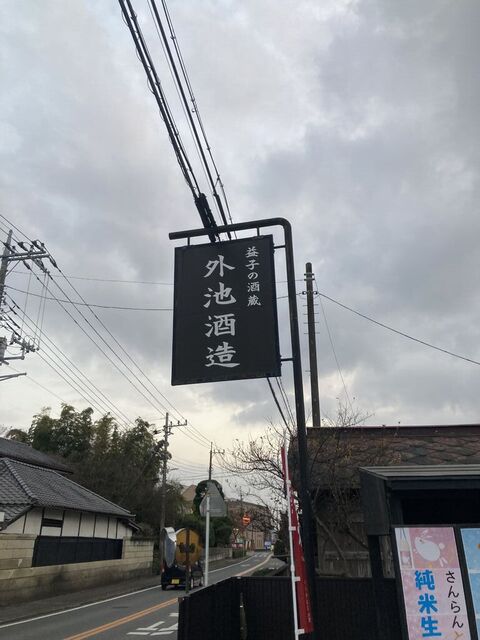 益子の酒蔵
外池酒造
さんらん
純米生